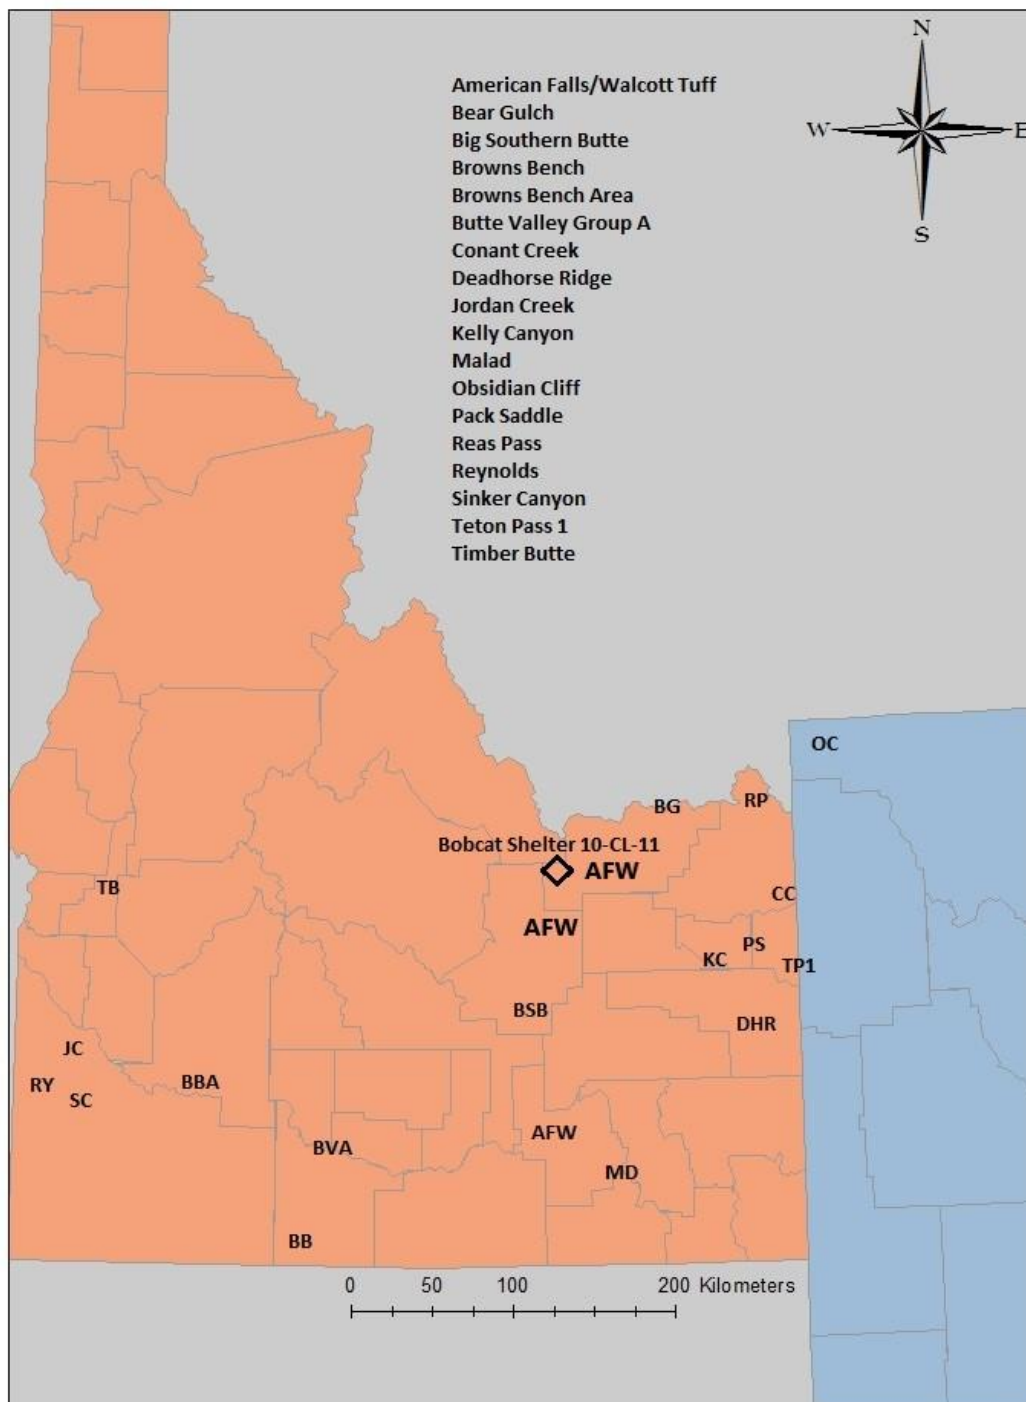 N
W E
S
American Falls/Walcott Tuff
Bear Gulch
Big Southern Butte
Browns Bench
Browns Bench Area
Butte Valley Group A
Conant Creek
Deadhorse Ridge
Jordan Creek
Kelly Canyon
Malad
Obsidian Cliff
Pack Saddle
Reas Pass
Reynolds
Sinker Canyon
Teton Pass 1
Timber Butte
OC
BG
RP
Bobcat Shelter 10-CL-11
AFW
TB
CC
AFW
PS
KC
TP1
BSB
DHR
JC
RY
BBA
SC
AFW
BVA
MD
BB
0 50 100 200 Kilometers